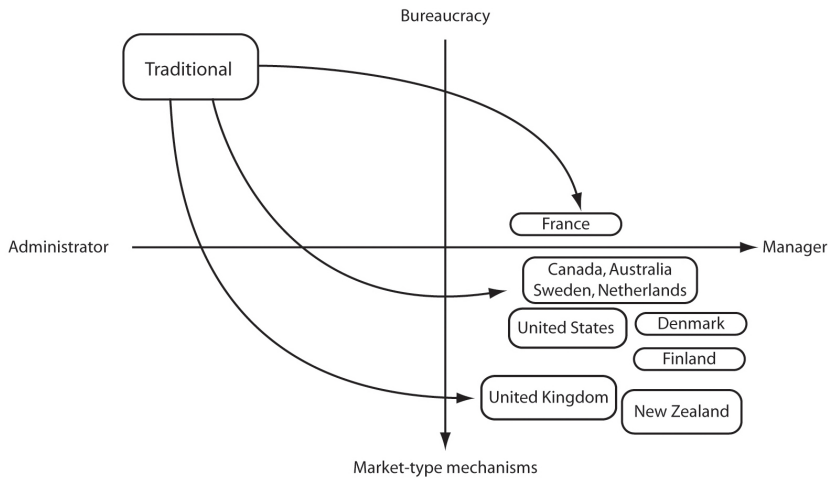 Bureaucracy
Traditional
France
Administrator
Manager
Canada, Australia
Sweden, Netherlands
United States
Denmark
Finland
United Kingdom
New Zealand
Market-type mechanisms